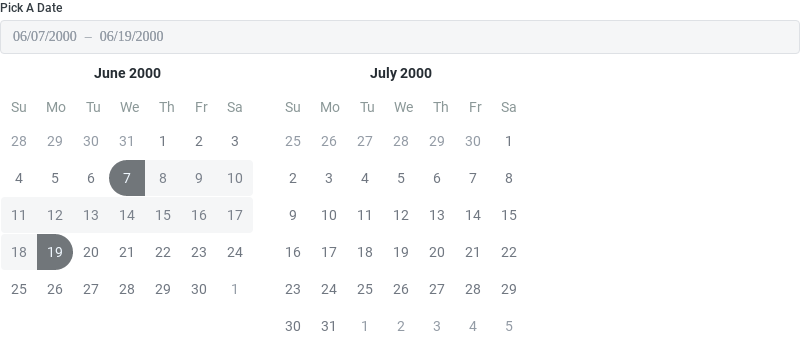 Pick A Date
06/07/2000 – 06/19/2000
June 2000
Su Mo Tu We Th Fr Sa
28 29 30 31 1 2 3
4 5 6 7 8 9 10
11 12 13 14 15 16 17
18 19 20 21 22 23 24
25 26 27 28 29 30 1
July 2000
Su Mo Tu We Th Fr Sa
25 26 27 28 29 30 1
2 3 4 5 6 7 8
9 10 11 12 13 14 15
16 17 18 19 20 21 22
23 24 25 26 27 28 29
30 31 1 2 3 4 5